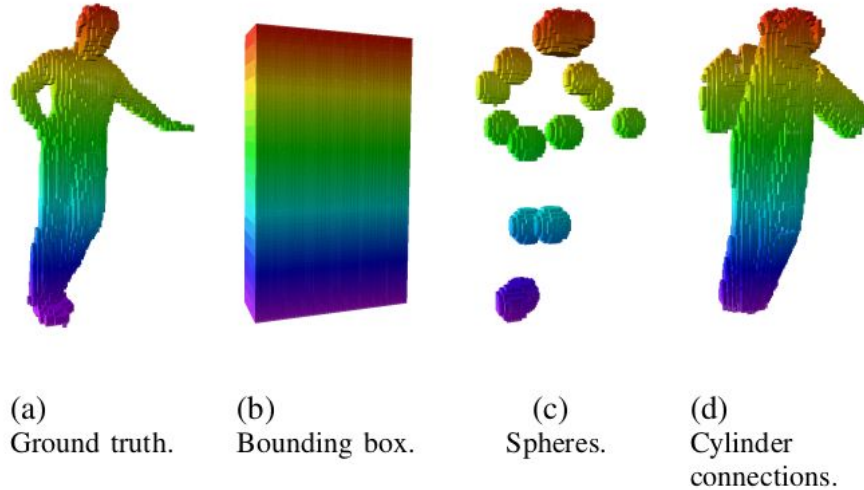 (a)
Ground truth.
(b)
Bounding box.
(c)
Spheres.
(d)
Cylinder
connections.